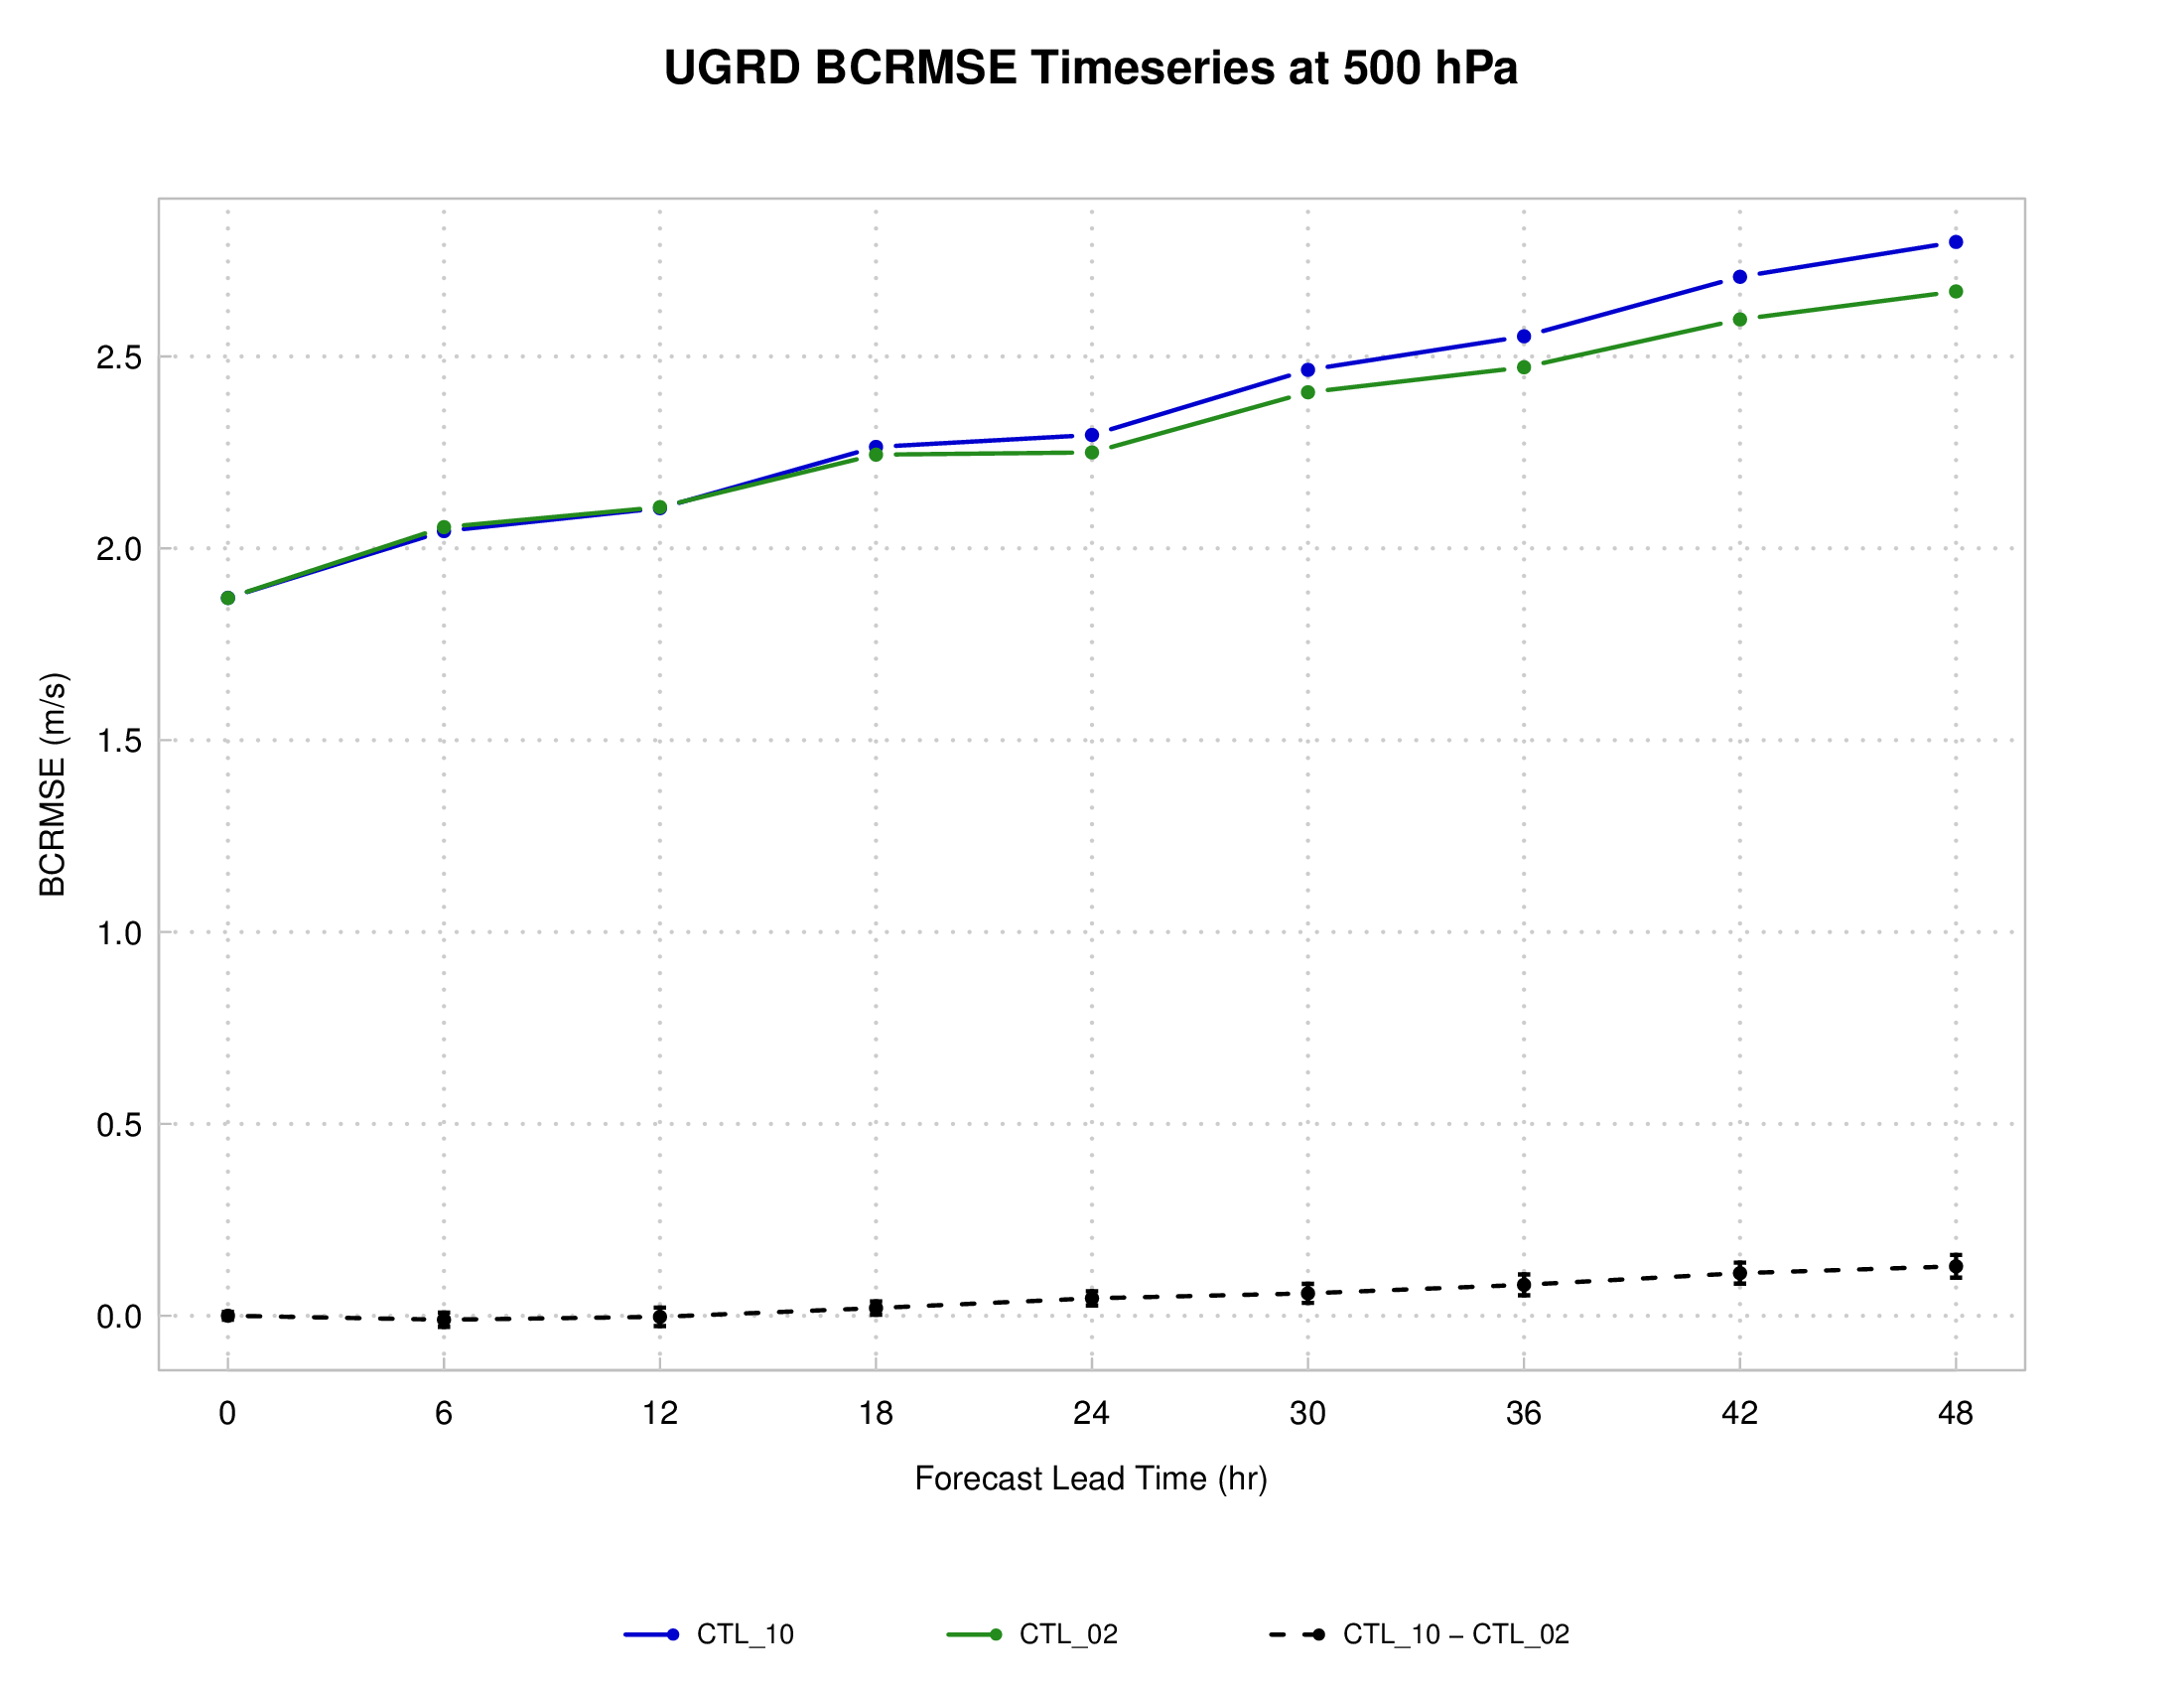 UGRD BCRMSE Timeseries at 500 hPa
BCRMSE (m/s)
2.5
2.0
1.5
1.0
0.5
0.0
0 6 12 18 24 30 36 42 48
Forecast Lead Time (hr)
CTL_10 CTL_02 CTL_10 – CTL_02